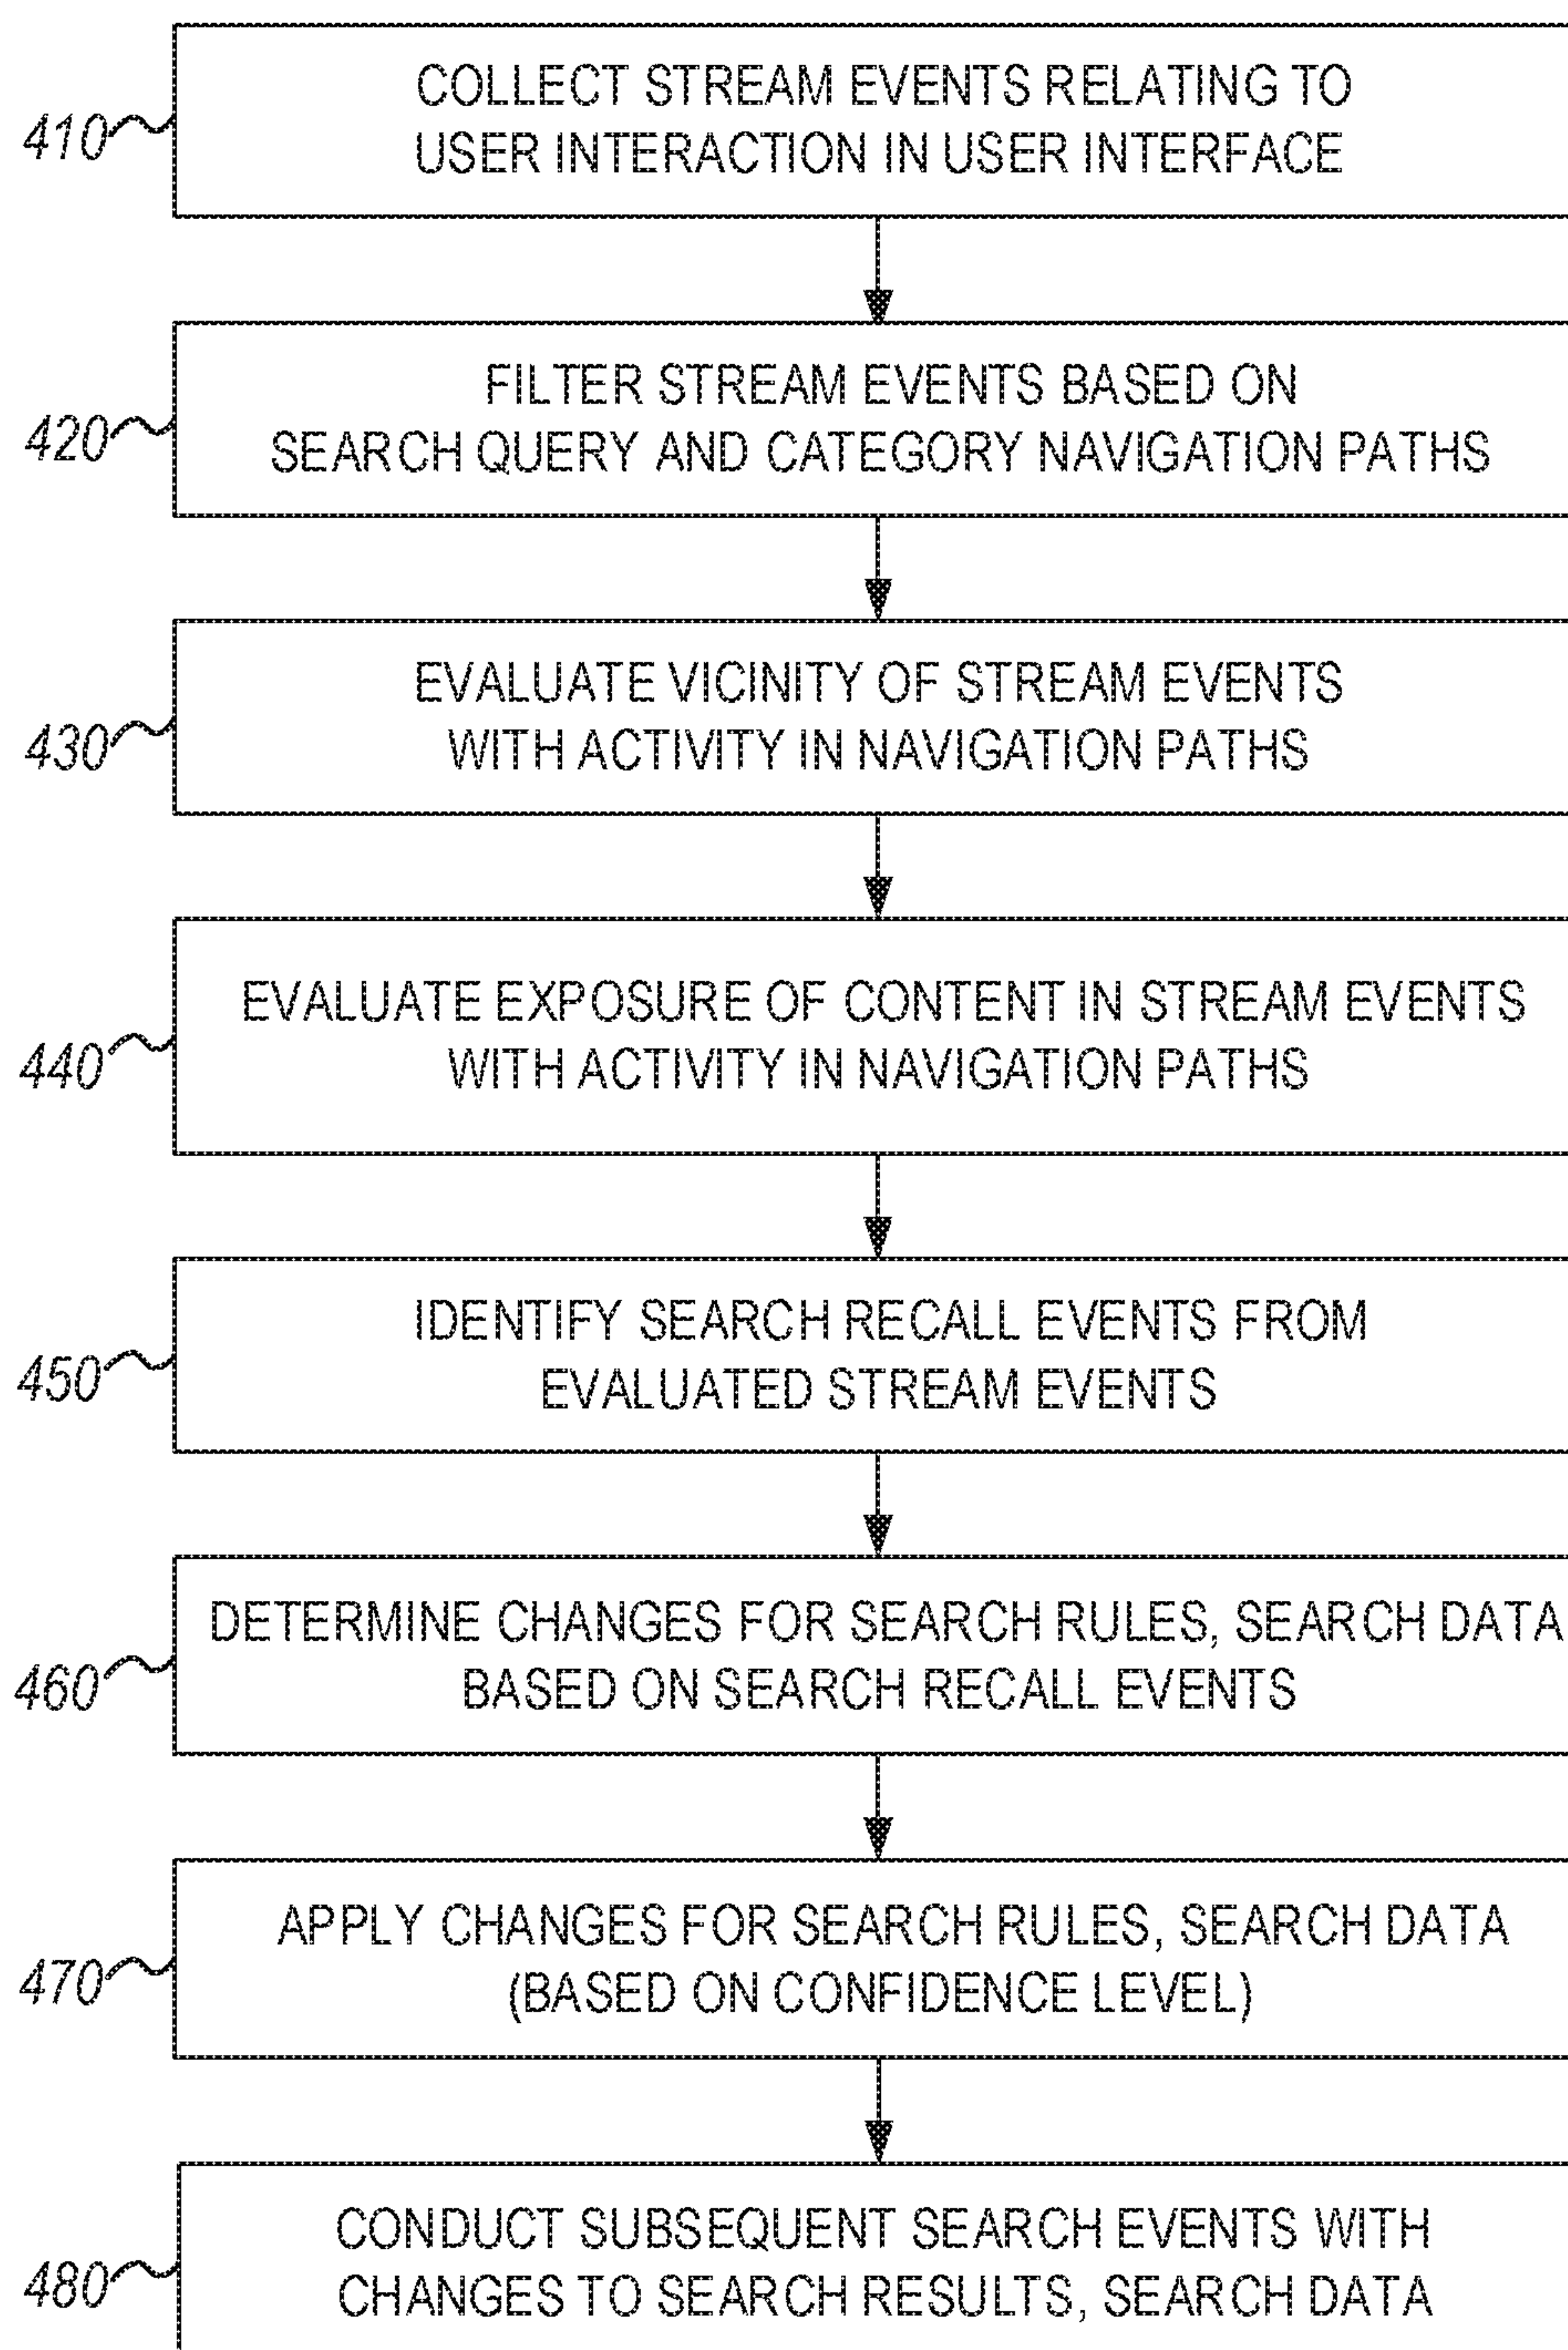 COLLECT STREAM EVENTS RELATING TO
410 USER INTERACTION IN USER INTERFACE
FILTER STREAM EVENTS BASED ON
420 SEARCH QUERY AND CATEGORY NAVIGATION PATHS
EVALUATE VICINITY OF STREAM EVENTS
430 WITH ACTIVITY IN NAVIGATION PATHS
EVALUATE EXPOSURE OF CONTENT IN STREAM EVENTS
440 WITH ACTIVITY IN NAVIGATION PATHS
IDENTIFY SEARCH RECALL EVENTS FROM
450 EVALUATED STREAM EVENTS
DETERMINE CHANGES FOR SEARCH RULES, SEARCH DATA
460 BASED ON SEARCH RECALL EVENTS
APPLY CHANGES FOR SEARCH RULES, SEARCH DATA
470 (BASED ON CONFIDENCE LEVEL)
CONDUCT SUBSEQUENT SEARCH EVENTS WITH
480 CHANGES TO SEARCH RESULTS, SEARCH DATA